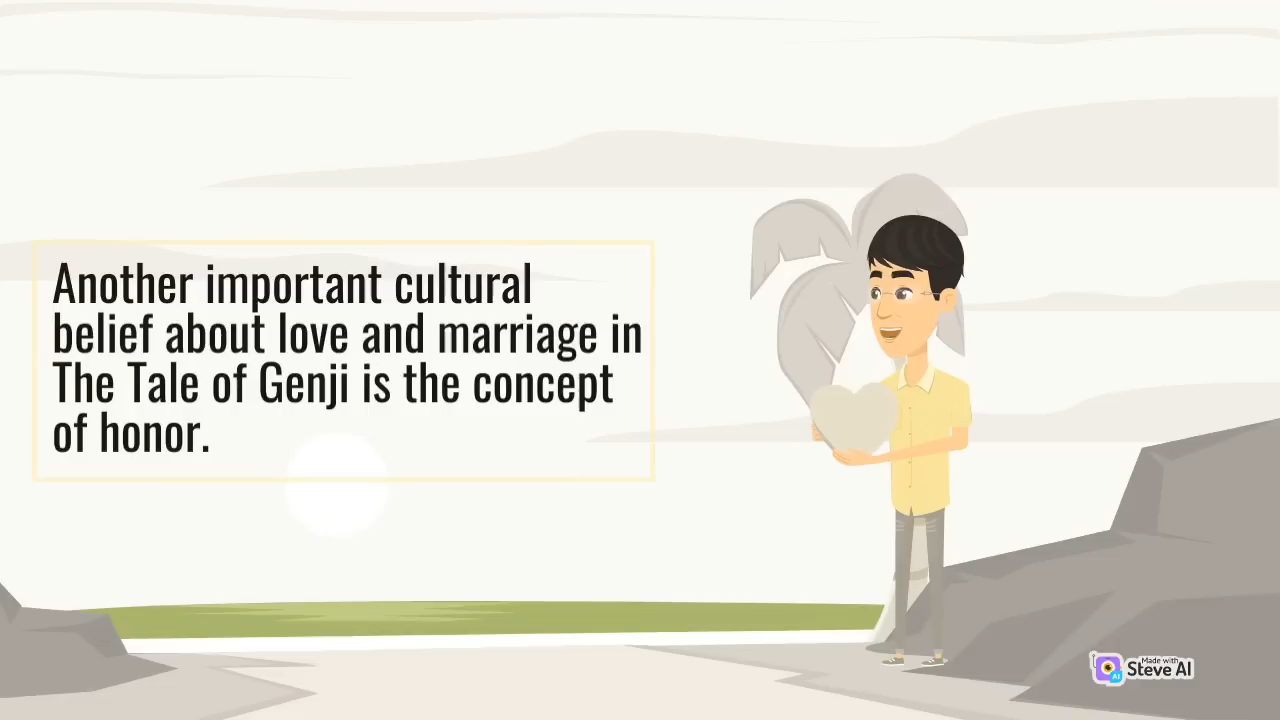 Another important cultural
belief about love and marriage in
The Tale of Genji is the concept
of honor.
Made with
Steve AI
AI